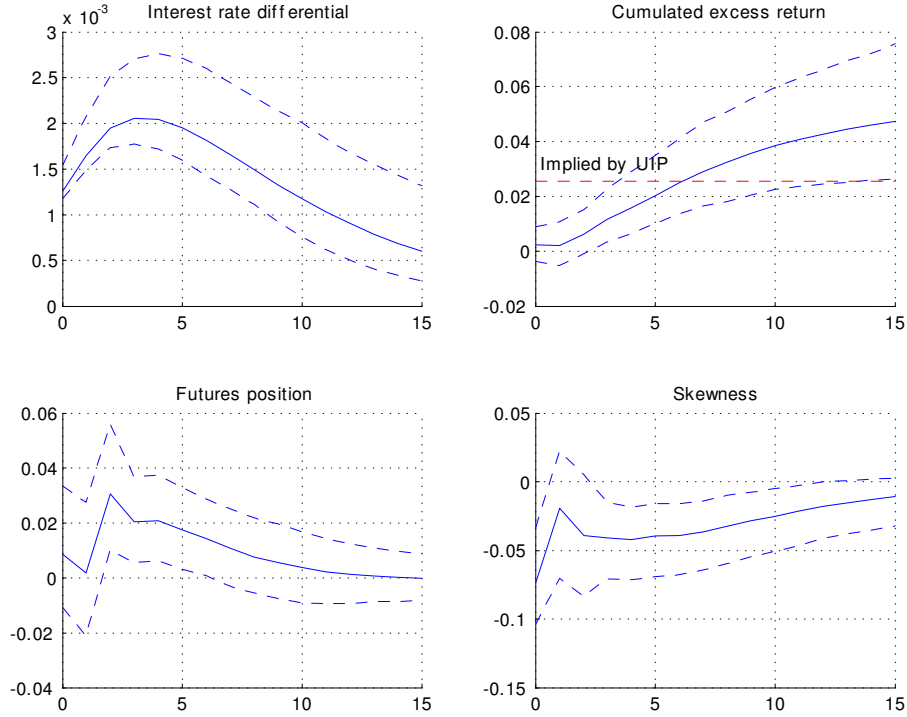 Interest rate differential
x 10^-3
3
2.5
2
1.5
1
0.5
0
0 5 10 15
Cumulated excess return
0.08
0.06
0.04
Implied by UIP
0.02
0
-0.02
0 5 10 15
Futures position
0.06
0.04
0.02
0
-0.02
-0.04
0 5 10 15
Skewness
0.05
0
-0.05
-0.1
-0.15
0 5 10 15